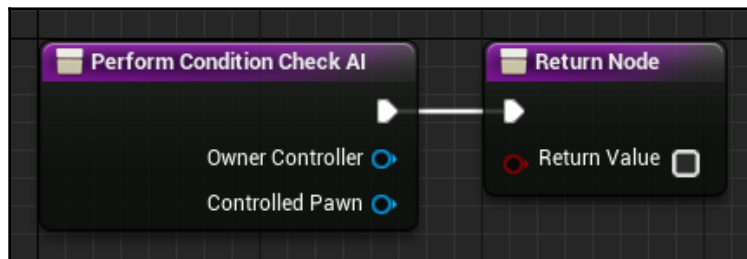 Perform Condition Check AI
Owner Controller
Controlled Pawn
Return Node
Return Value